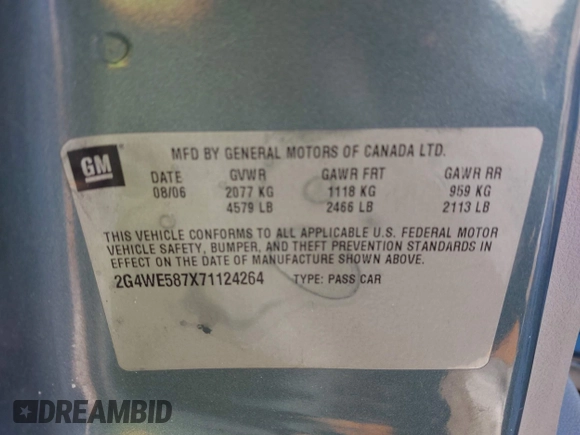 GM
MFD BY GENERAL MOTORS OF CANADA LTD.
DATE GVWR GAWR FRT GAWR RR
08/06 2077 KG 1118 KG 959 KG
4579 LB 2466 LB 2113 LB
THIS VEHICLE CONFORMS TO ALL APPLICABLE U.S. FEDERAL MOTOR
VEHICLE SAFETY, BUMPER, AND THEFT PREVENTION STANDARDS IN
EFFECT ON THE DATE OF MANUFACTURE SHOWN ABOVE.
2G4WE587X71124264 TYPE: PASS CAR
DREAMBID